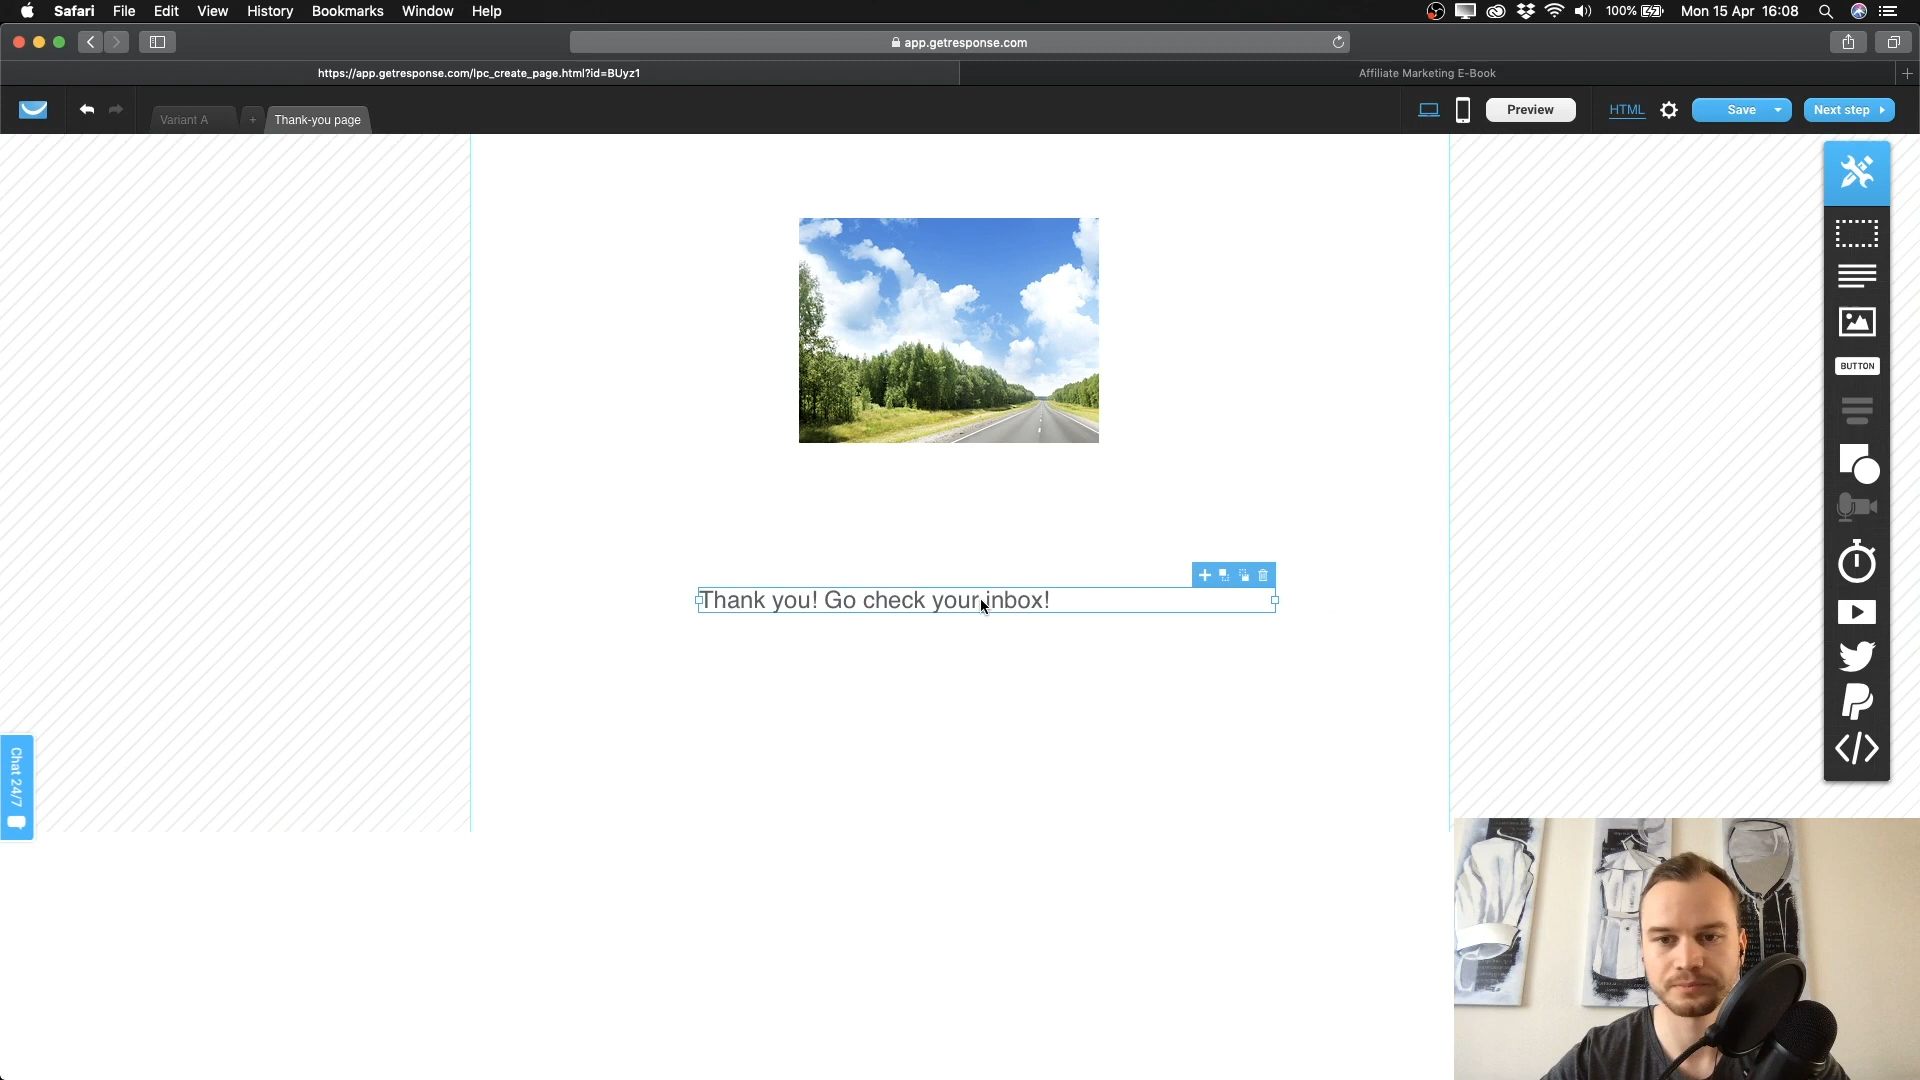 Safari File Edit View History Bookmarks Window Help
100% Mon 15 Apr 16:08
app.getresponse.com
https://app.getresponse.com/lpc_create_page.html?id=BUyz1
Affiliate Marketing E-Book
Variant A + Thank-you page
Preview HTML Save Next step
BUTTON
Thank you! Go check your inbox!
Chat 24/7